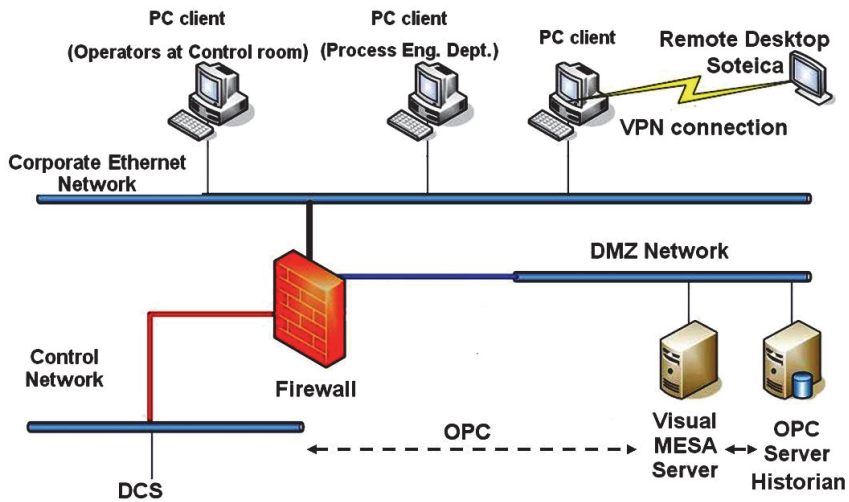 PC client
(Operators at Control room)
PC client
(Process Eng. Dept.)
PC client
Remote Desktop
Soteica
VPN connection
Corporate Ethernet
Network
DMZ Network
Control
Network
Firewall
OPC
Visual
MESA
Server
OPC
Server
Historian
DCS